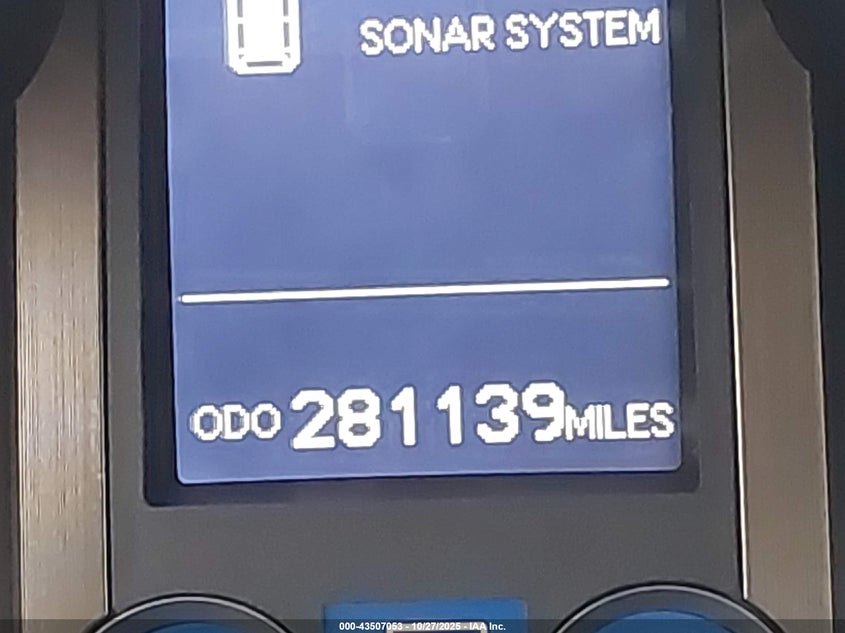 SONAR SYSTEM
ODO 281139 MILES
000-43507053 - 10/27/2025 - IAA Inc.